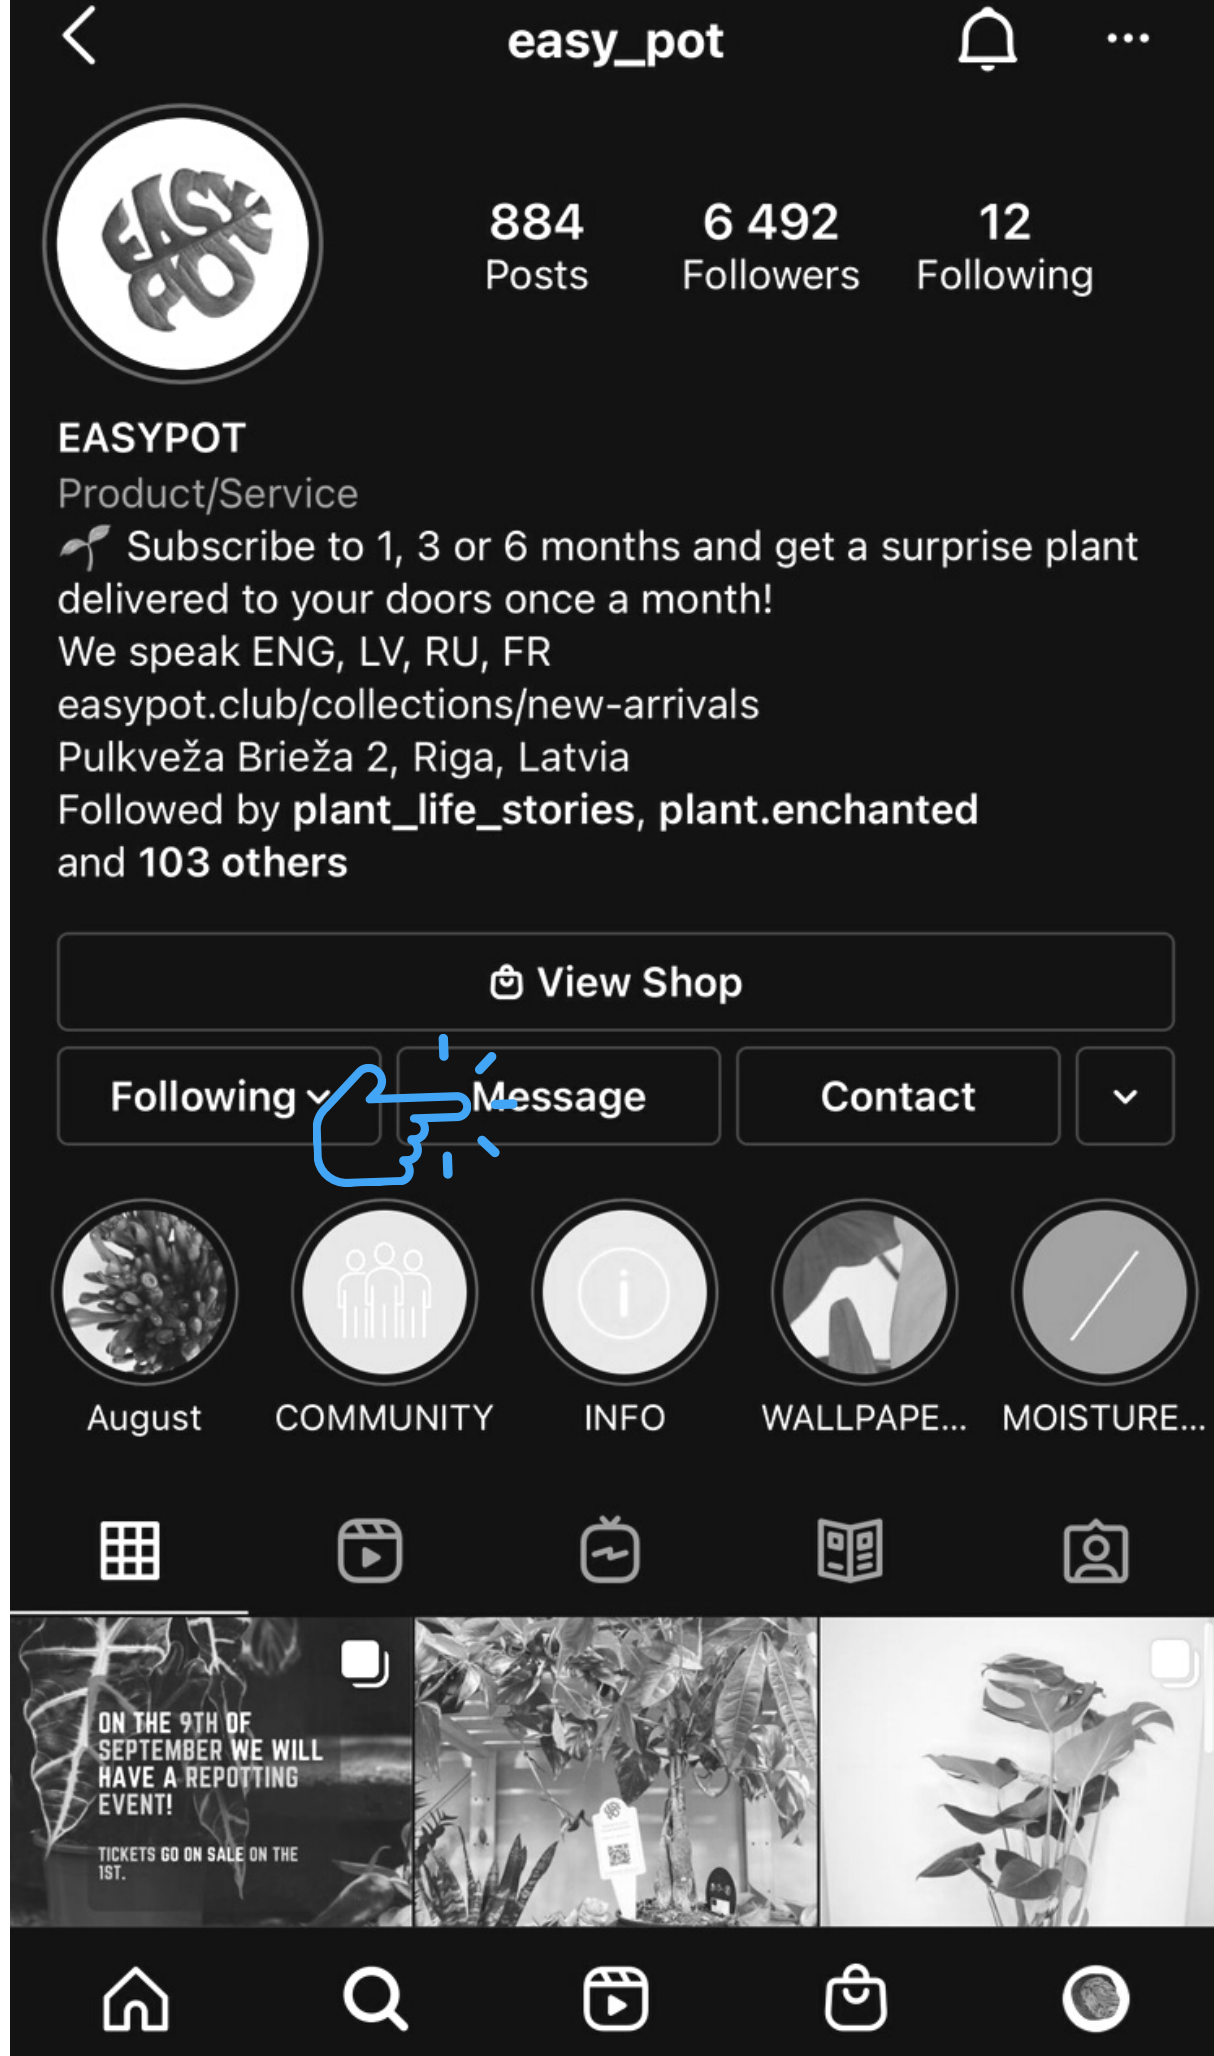 easy_pot
EASY
POT
884
Posts
6 492
Followers
12
Following
EASYPOT
Product/Service
🌱 Subscribe to 1, 3 or 6 months and get a surprise plant
delivered to your doors once a month!
We speak ENG, LV, RU, FR
easypot.club/collections/new-arrivals
Pulkveža Brieža 2, Riga, Latvia
Followed by plant_life_stories, plant.enchanted
and 103 others
View Shop
Following
Message
Contact
August
COMMUNITY
INFO
WALLPAPE...
MOISTURE...
ON THE 9TH OF
SEPTEMBER WE WILL
HAVE A REPOTTING
EVENT!
TICKETS GO ON SALE ON THE
1ST.